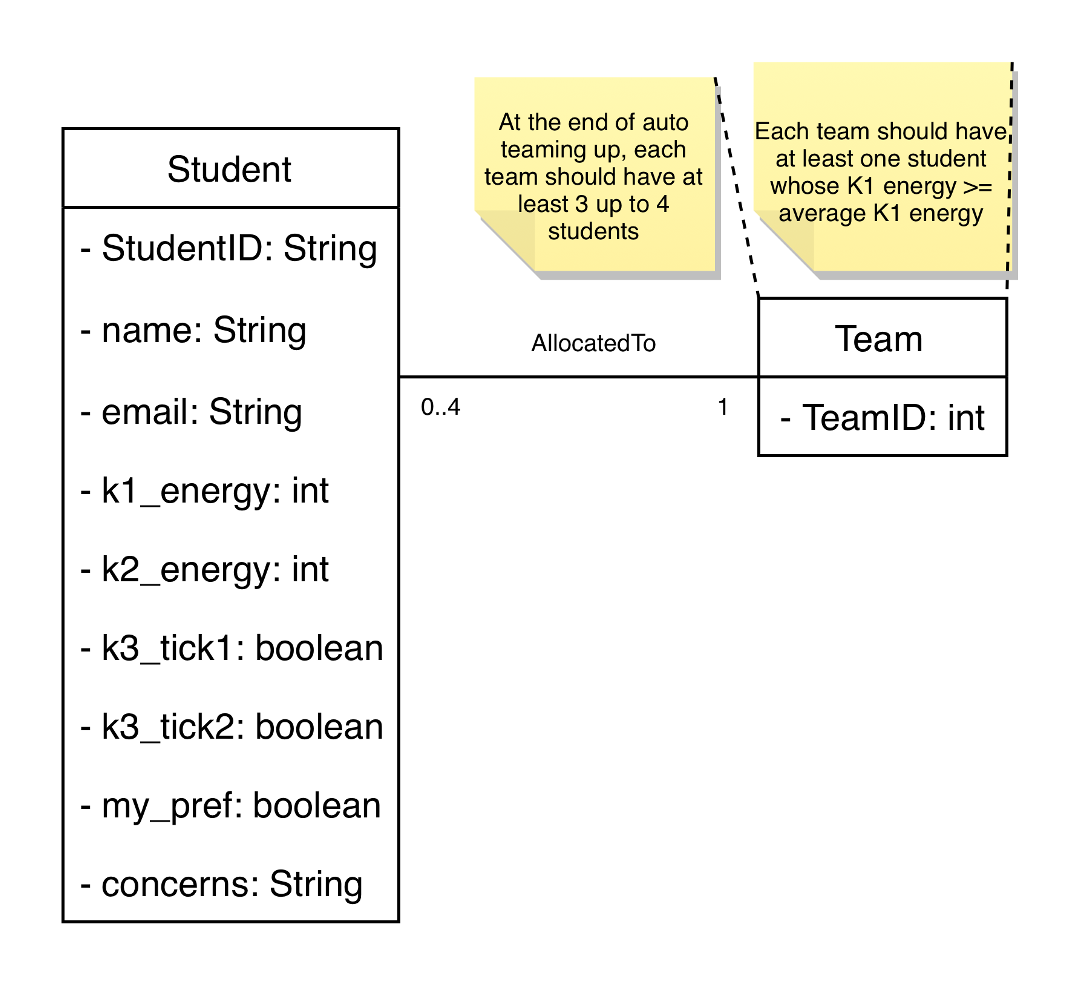 At the end of auto
teaming up, each
team should have at
least 3 up to 4
students
Each team should have
at least one student
whose K1 energy >=
average K1 energy
Student
- StudentID: String
- name: String
- email: String
- k1_energy: int
- k2_energy: int
- k3_tick1: boolean
- k3_tick2: boolean
- my_pref: boolean
- concerns: String
AllocatedTo
0..4
1
Team
- TeamID: int